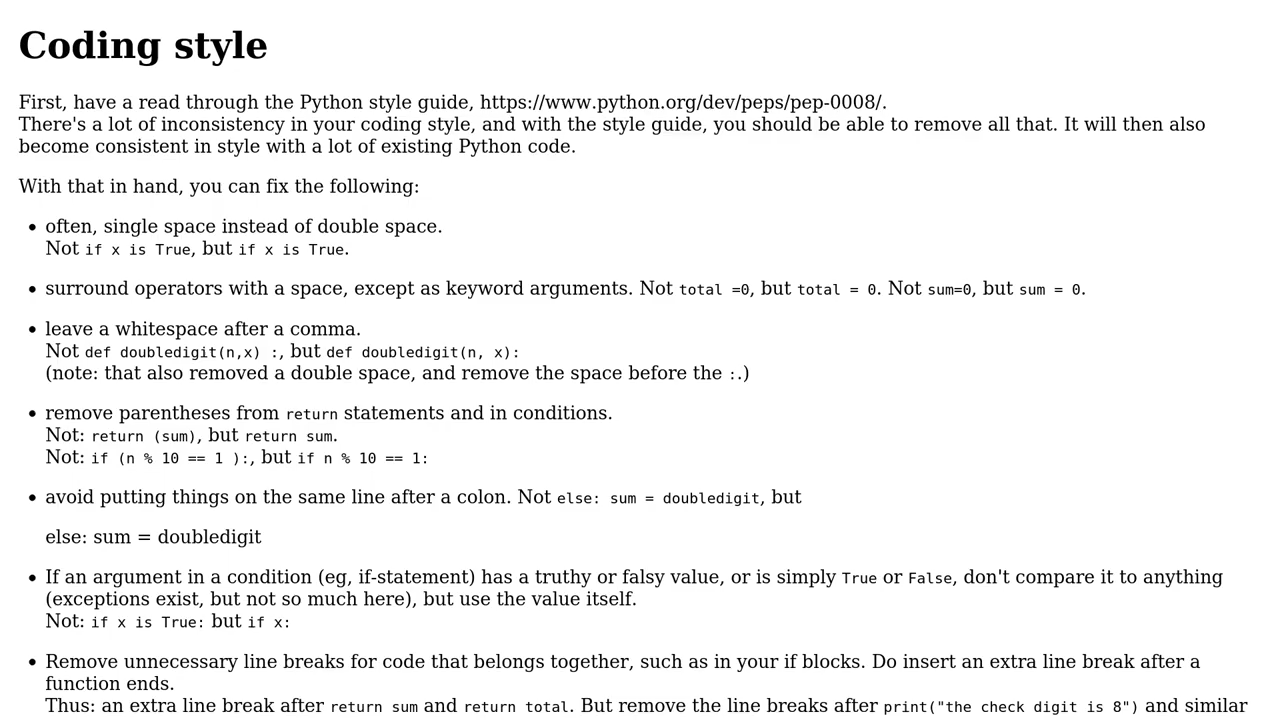 Coding style
First, have a read through the Python style guide, https://www.python.org/dev/peps/pep-0008/.
There's a lot of inconsistency in your coding style, and with the style guide, you should be able to remove all that. It will then also
become consistent in style with a lot of existing Python code.
With that in hand, you can fix the following:
• often, single space instead of double space.
Not if x is True, but if x is True.
• surround operators with a space, except as keyword arguments. Not total =0, but total = 0. Not sum=0, but sum = 0.
• leave a whitespace after a comma.
Not def doubledigit(n,x) :, but def doubledigit(n, x):
(note: that also removed a double space, and remove the space before the :.)
• remove parentheses from return statements and in conditions.
Not: return (sum), but return sum.
Not: if (n % 10 == 1 ):, but if n % 10 == 1:
• avoid putting things on the same line after a colon. Not else: sum = doubledigit, but
else: sum = doubledigit
• If an argument in a condition (eg, if-statement) has a truthy or falsy value, or is simply True or False, don't compare it to anything
(exceptions exist, but not so much here), but use the value itself.
Not: if x is True: but if x:
• Remove unnecessary line breaks for code that belongs together, such as in your if blocks. Do insert an extra line break after a
function ends.
Thus: an extra line break after return sum and return total. But remove the line breaks after print("the check digit is 8") and similar